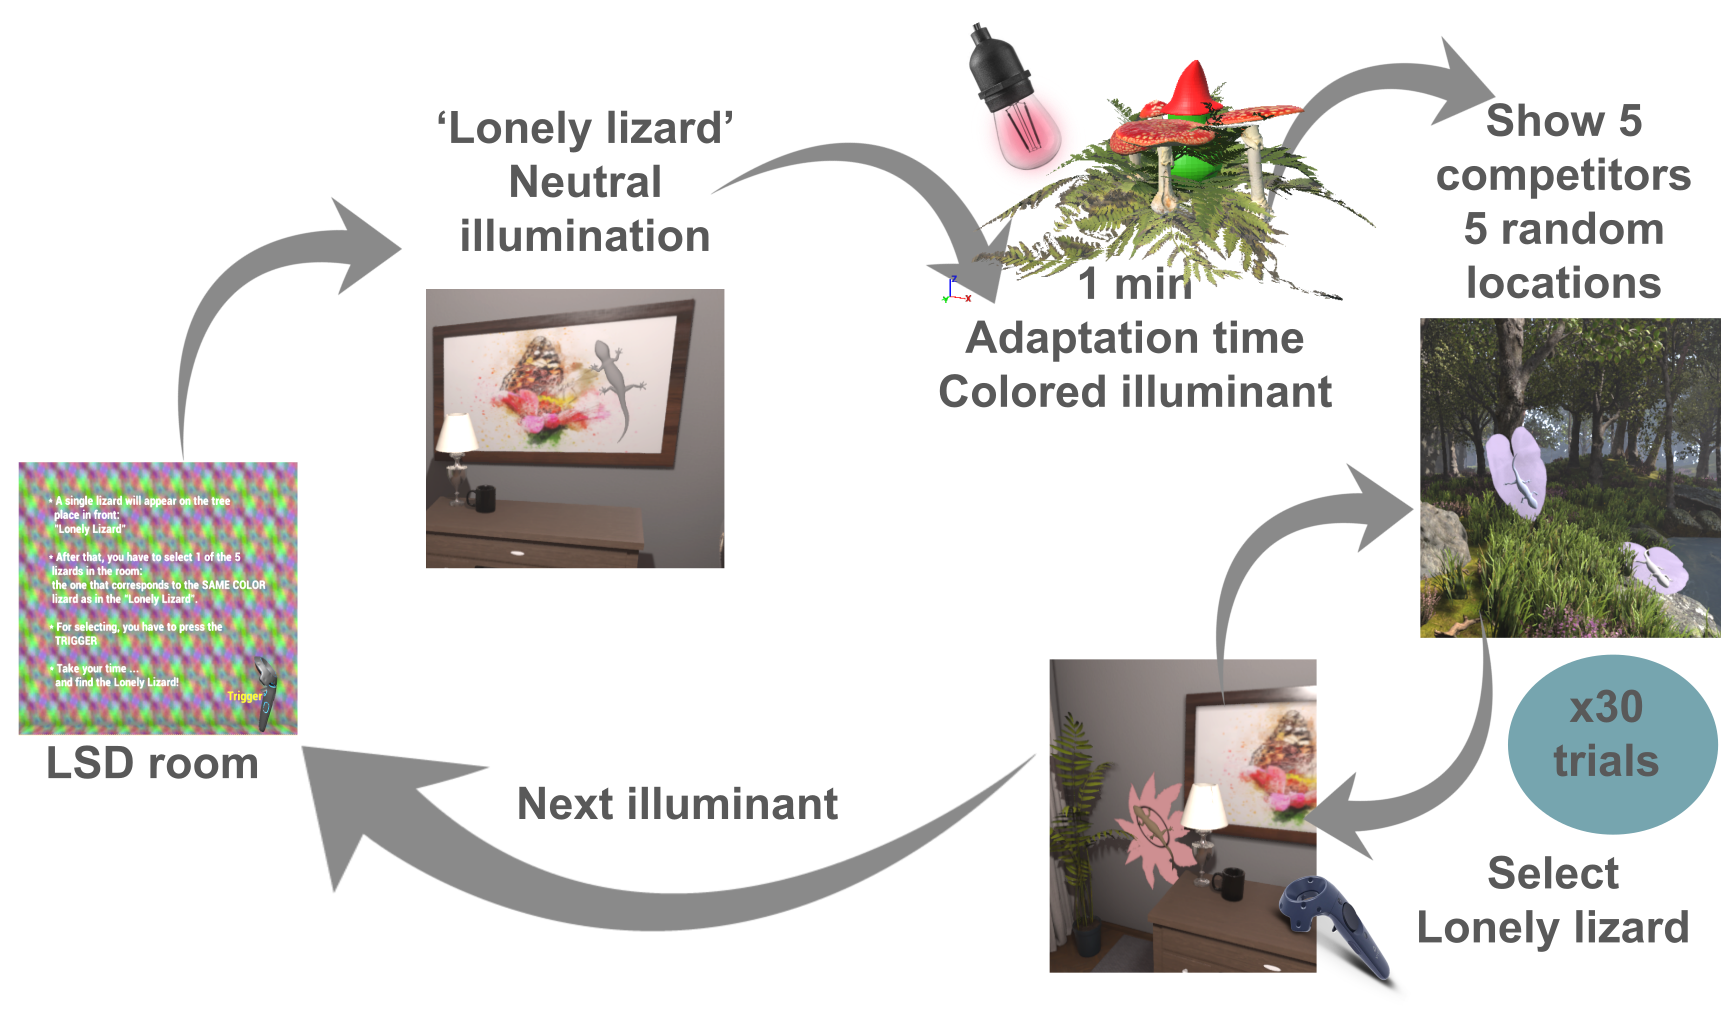 ‘Lonely lizard’
Neutral
illumination
1 min
Adaptation time
Colored illuminant
Z
Y
X
Show 5
competitors
5 random
locations
• A single lizard will appear on the tree
place in front:
"Lonely Lizard"
• After that, you have to select 1 of the 5
lizards in the room:
the one that corresponds to the SAME COLOR
lizard as in the "Lonely Lizard".
• For selecting, you have to press the
TRIGGER
• Take your time ...
and find the Lonely Lizard!
Trigger
LSD room
Next illuminant
x30
trials
Select
Lonely lizard